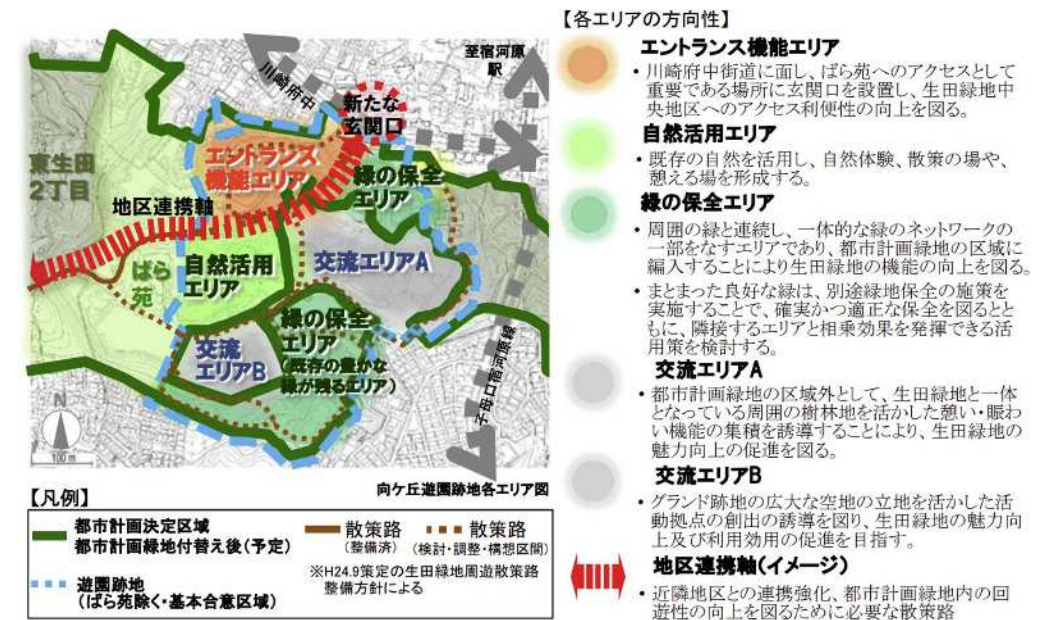 至宿河原
駅
川崎府中
新たな
玄関口
エントランス
機能エリア
緑の保全
エリア
東生田
2丁目
地区連携軸
ばら
苑
自然活用
エリア
交流エリアA
緑の保全
エリア
(既存の豊かな
緑が残るエリア)
交流
エリアB
子母口宿河原線
N
100m
向ケ丘遊園跡地各エリア図
【凡例】
都市計画決定区域
都市計画緑地付替え後(予定)
遊園跡地
(ばら苑除く・基本合意区域)
散策路
(整備済)
散策路
(検討・調整・構想区間)
※H24.9策定の生田緑地周遊散策路
整備方針による
【各エリアの方向性】
エントランス機能エリア
・川崎府中街道に面し、ばら苑へのアクセスとして
重要である場所に玄関口を設置し、生田緑地中
央地区へのアクセス利便性の向上を図る。
自然活用エリア
・既存の自然を活用し、自然体験、散策の場や、
憩える場を形成する。
緑の保全エリア
・周囲の緑と連続し、一体的な緑のネットワークの
一部をなすエリアであり、都市計画緑地の区域に
編入することにより生田緑地の機能の向上を図る。
・まとまった良好な緑は、別途緑地保全の施策を
実施することで、確実かつ適正な保全を図るとと
もに、隣接するエリアと相乗効果を発揮できる活
用策を検討する。
交流エリアA
・都市計画緑地の区域外として、生田緑地と一体
となっている周囲の樹林地を活かした憩い・賑わ
い機能の集積を誘導することにより、生田緑地の
魅力向上の促進を図る。
交流エリアB
・グランド跡地の広大な空地の立地を活かした活
動拠点の創出の誘導を図り、生田緑地の魅力向
上及び利用効用の促進を目指す。
地区連携軸(イメージ)
・近隣地区との連携強化、都市計画緑地内の回
遊性の向上を図るために必要な散策路